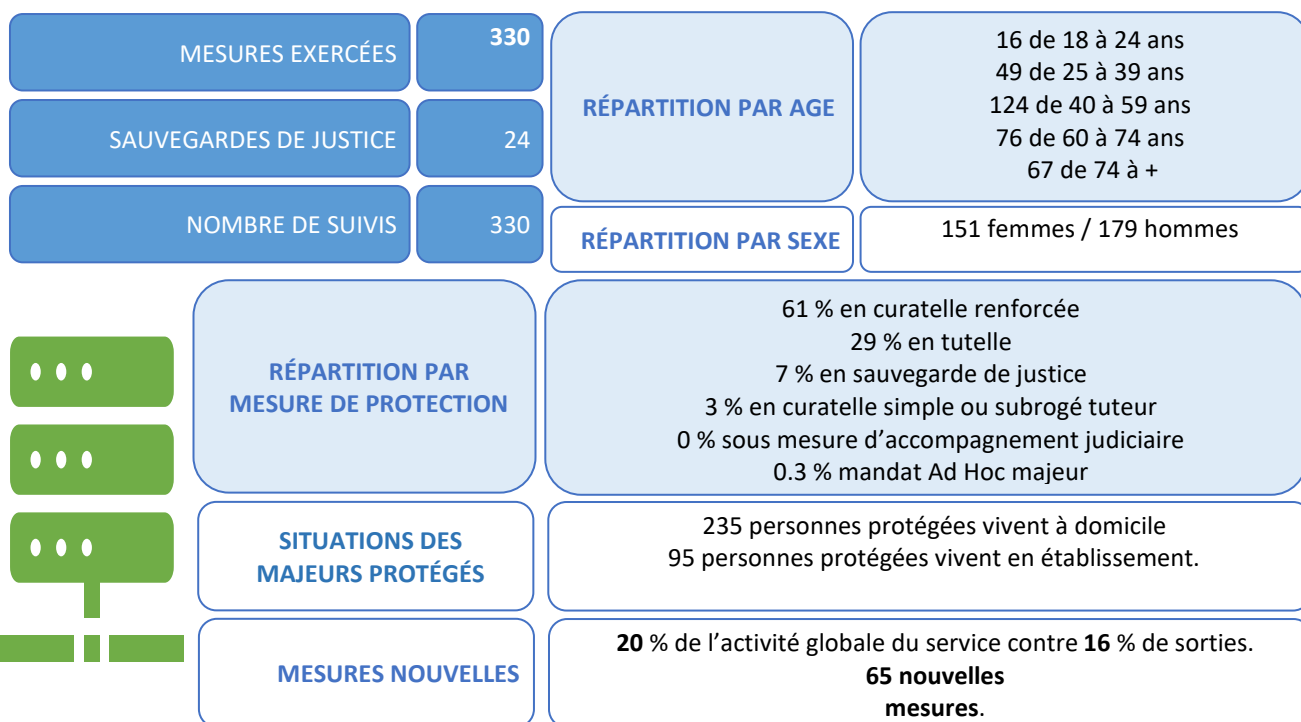 MESURES EXERCÉES
330
SAUVEGARDES DE JUSTICE
24
NOMBRE DE SUIVIS
330
RÉPARTITION PAR AGE
16 de 18 à 24 ans
49 de 25 à 39 ans
124 de 40 à 59 ans
76 de 60 à 74 ans
67 de 74 à +
RÉPARTITION PAR SEXE
151 femmes / 179 hommes
RÉPARTITION PAR
MESURE DE PROTECTION
61 % en curatelle renforcée
29 % en tutelle
7 % en sauvegarde de justice
3 % en curatelle simple ou subrogé tuteur
0 % sous mesure d’accompagnement judiciaire
0.3 % mandat Ad Hoc majeur
SITUATIONS DES
MAJEURS PROTÉGÉS
235 personnes protégées vivent à domicile
95 personnes protégées vivent en établissement.
MESURES NOUVELLES
20 % de l’activité globale du service contre 16 % de sorties.
65 nouvelles
mesures.